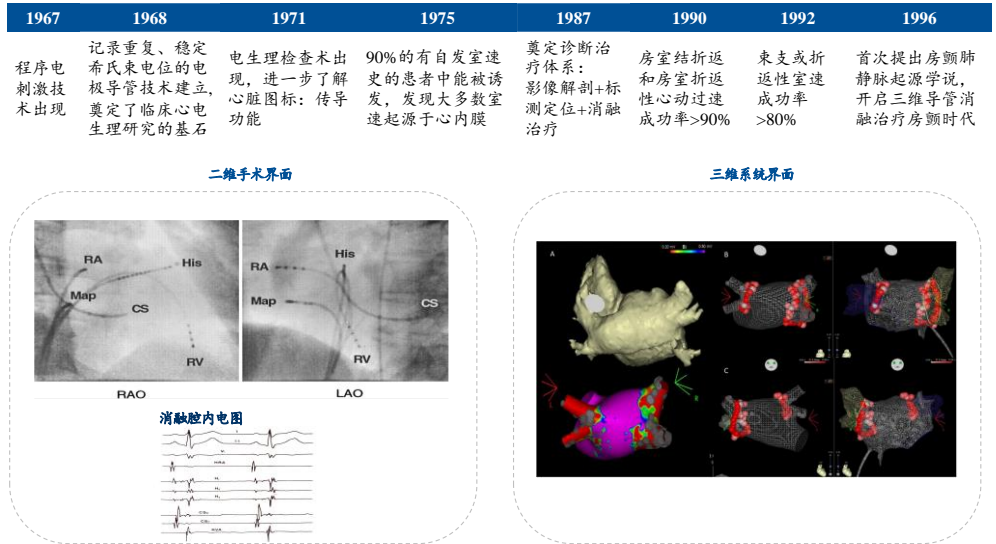 1967
1968
1971
1975
1987
1990
1992
1996
程序电
刺激技
术出现
记录重复、稳定
希氏束电位的电
极导管技术建立,
奠定了临床心电
生理研究的基石
电生理检查术出
现，进一步了解
心脏图标：传导
功能
90%的有自发室速
史的患者中能被诱
发，发现大多数室
速起源于心内膜
奠定诊断治
疗体系：
影像解剖+标
测定位+消融
治疗
房室结折返
和房室折返
性心动过速
成功率>90%
束支或折
返性室速
成功率
>80%
首次提出房颤肺
静脉起源学说，
开启三维导管消
融治疗房颤时代
二维手术界面
三维系统界面
RA
His
Map
CS
RV
RAO
RA
His
Map
CS
RV
LAO
消融腔内电图
A
B
C